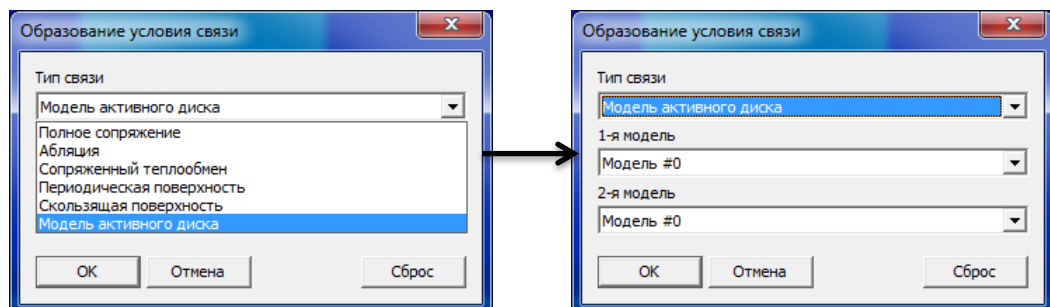 Образование условия связи
Тип связи
Модель активного диска
Полное сопряжение
Абляция
Сопряженный теплообмен
Периодическая поверхность
Скользящая поверхность
Модель активного диска
OK
Отмена
Сброс
Образование условия связи
Тип связи
Модель активного диска
1-я модель
Модель #0
2-я модель
Модель #0
OK
Отмена
Сброс